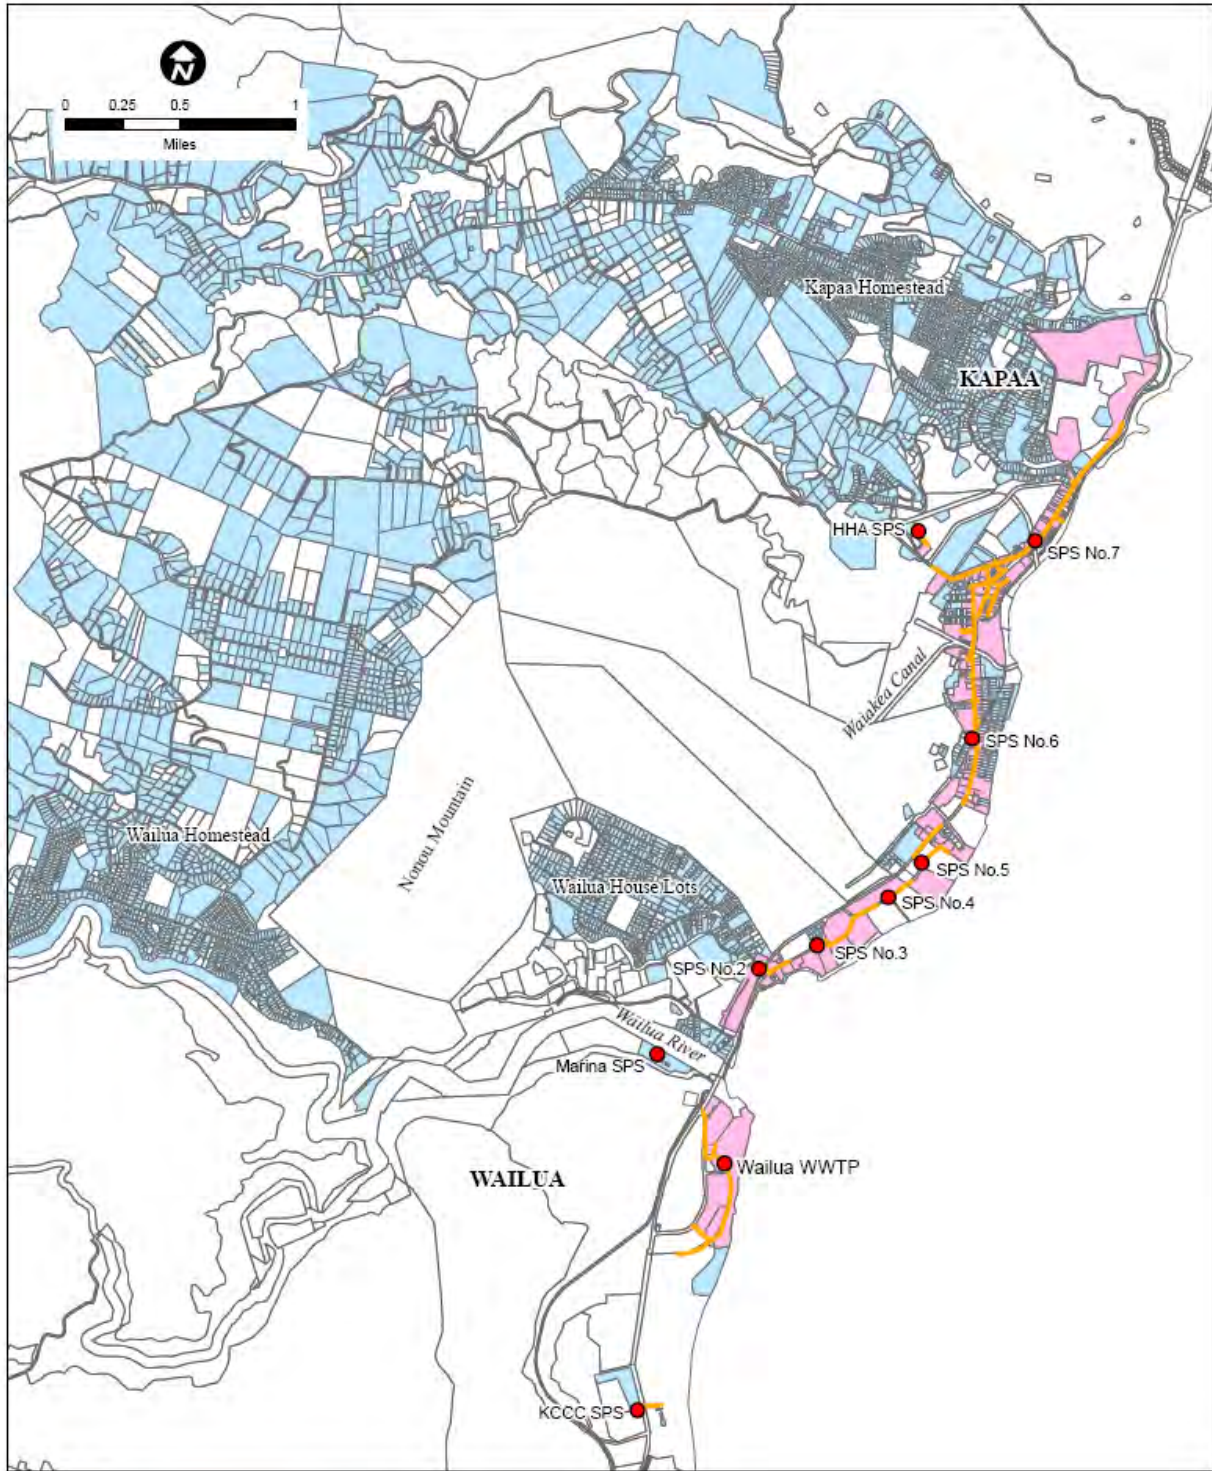 N
0 0.25 0.5 1
Miles
Kapaa Homestead
KAPAA
HHA SPS
SPS No.7
Waiakea Canal
SPS No.6
Nonou Mountain
Wailua Homestead
Wailua House Lots
SPS No.5
SPS No.4
SPS No.3
SPS No.2
Wailua River
Marina SPS
Wailua WWTP
WAILUA
KCCC SPS